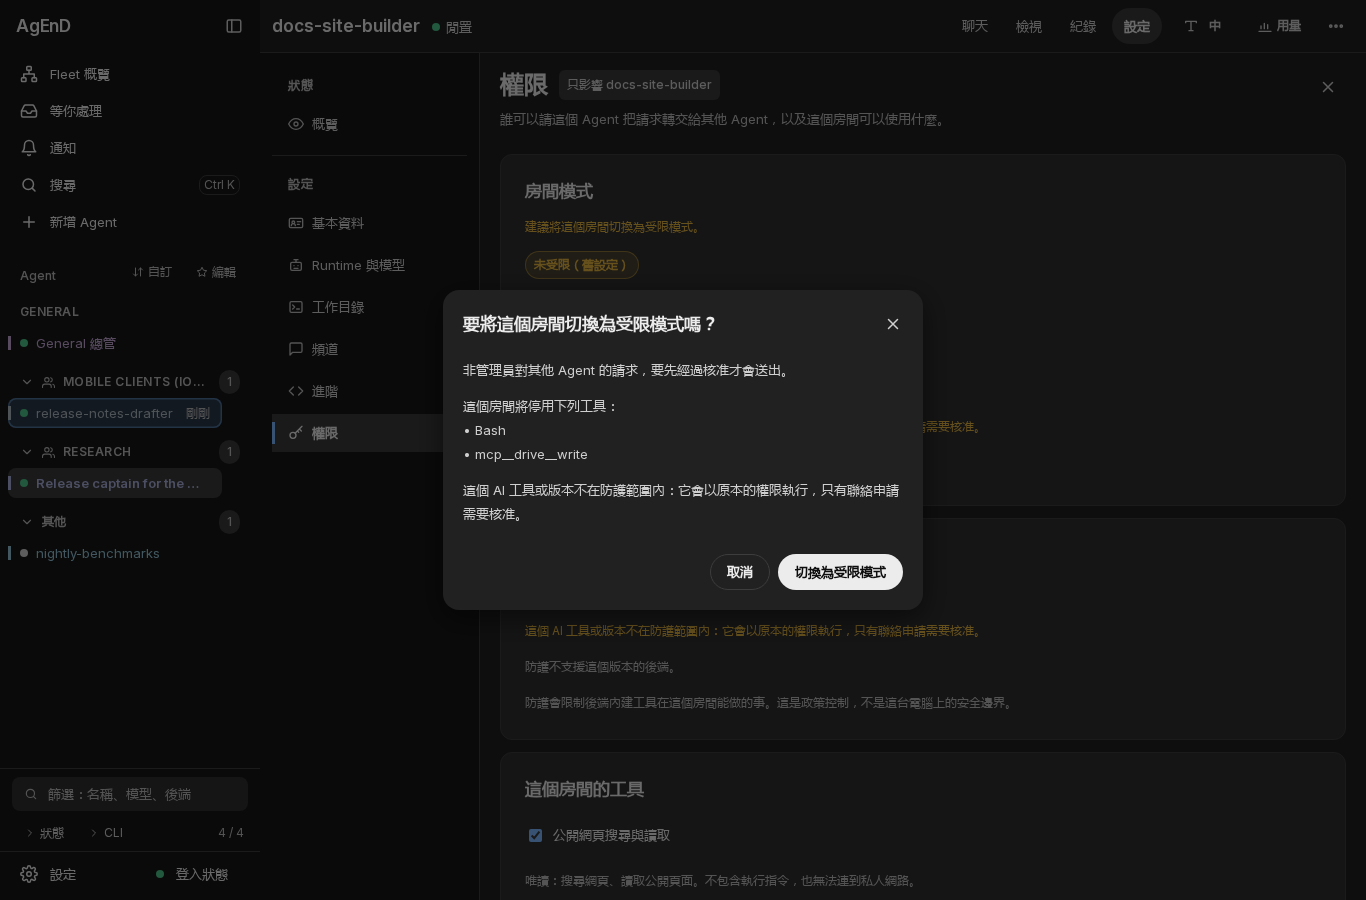 AgEnD
docs-site-builder
閒置
聊天
檢視
紀錄
設定
中
用量
Fleet 概覽
等你處理
通知
搜尋
Ctrl K
新增 Agent
Agent
自訂
編輯
GENERAL
General 總管
MOBILE CLIENTS (IO...
1
release-notes-drafter
剛剛
RESEARCH
1
Release captain for the ...
其他
1
nightly-benchmarks
篩選：名稱、模型、後端
狀態
CLI
4 / 4
設定
登入狀態
狀態
概覽
設定
基本資料
Runtime 與模型
工作目錄
頻道
進階
權限
權限
只影響 docs-site-builder
誰可以請這個 Agent 把請求轉交給其他 Agent，以及這個房間可以使用什麼。
房間模式
建議將這個房間切換為受限模式。
未受限（舊設定）
需要核准。
要將這個房間切換為受限模式嗎？
非管理員對其他 Agent 的請求，要先經過核准才會送出。
這個房間將停用下列工具：
• Bash
• mcp__drive__write
這個 AI 工具或版本不在防護範圍內：它會以原本的權限執行，只有聯絡申請
需要核准。
取消
切換為受限模式
這個 AI 工具或版本不在防護範圍內：它會以原本的權限執行，只有聯絡申請需要核准。
防護不支援這個版本的後端。
防護會限制後端內建工具在這個房間能做的事。這是政策控制，不是這台電腦上的安全邊界。
這個房間的工具
公開網頁搜尋與讀取
唯讀：搜尋網頁、讀取公開頁面。不包含執行指令，也無法連到私人網路。